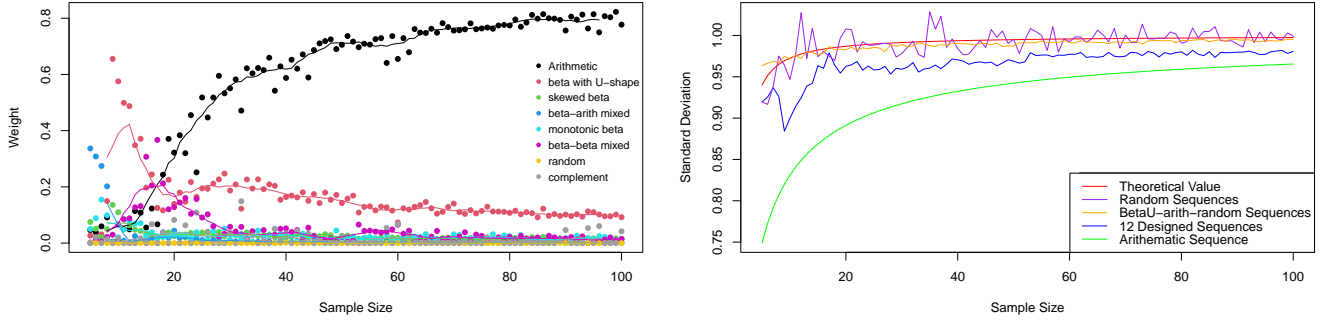 0.8
0.6
0.4
0.2
0.0
Weight
20
40
60
80
100
Sample Size
Arithmetic
beta with U-shape
skewed beta
beta-arith mixed
monotonic beta
beta-beta mixed
random
complement
1.00
0.95
0.90
0.85
0.80
0.75
Standard Deviation
20
40
60
80
100
Sample Size
Theoretical Value
Random Sequences
BetaU-arith-random Sequences
12 Designed Sequences
Arithematic Sequence